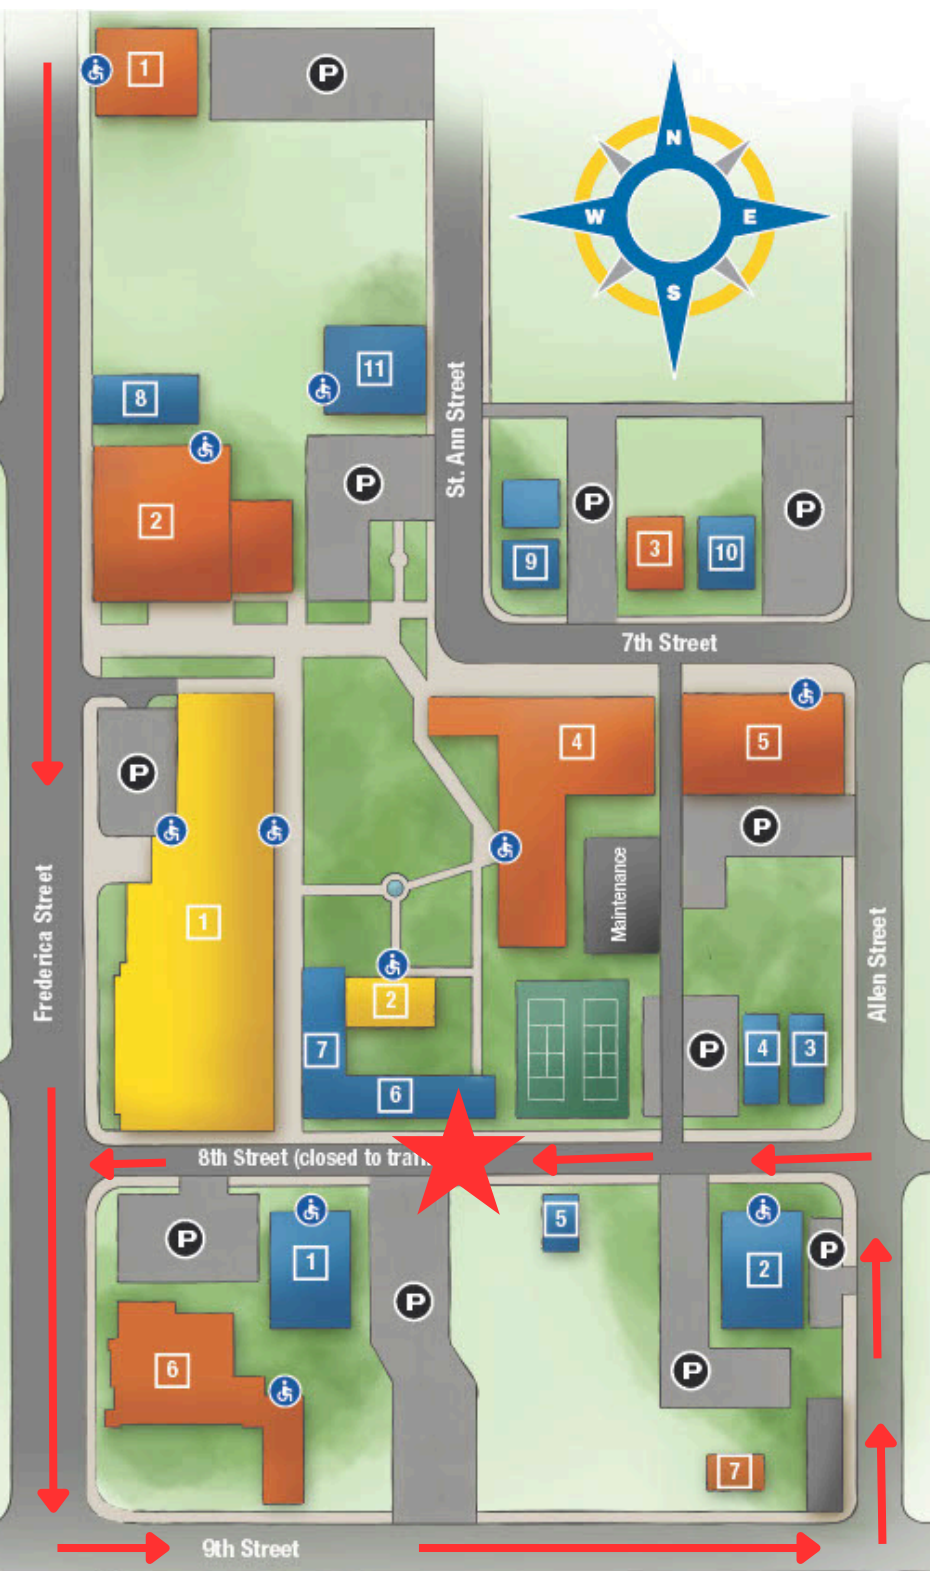 1
P
N
W
E
S
11
8
St. Ann Street
P
2
P
P
3
10
9
7th Street
4
5
P
P
Maintenance
1
Frederica Street
Allen Street
2
7
P
4
3
6
8th Street (closed to
5
P
1
2
P
P
6
P
7
9th Street